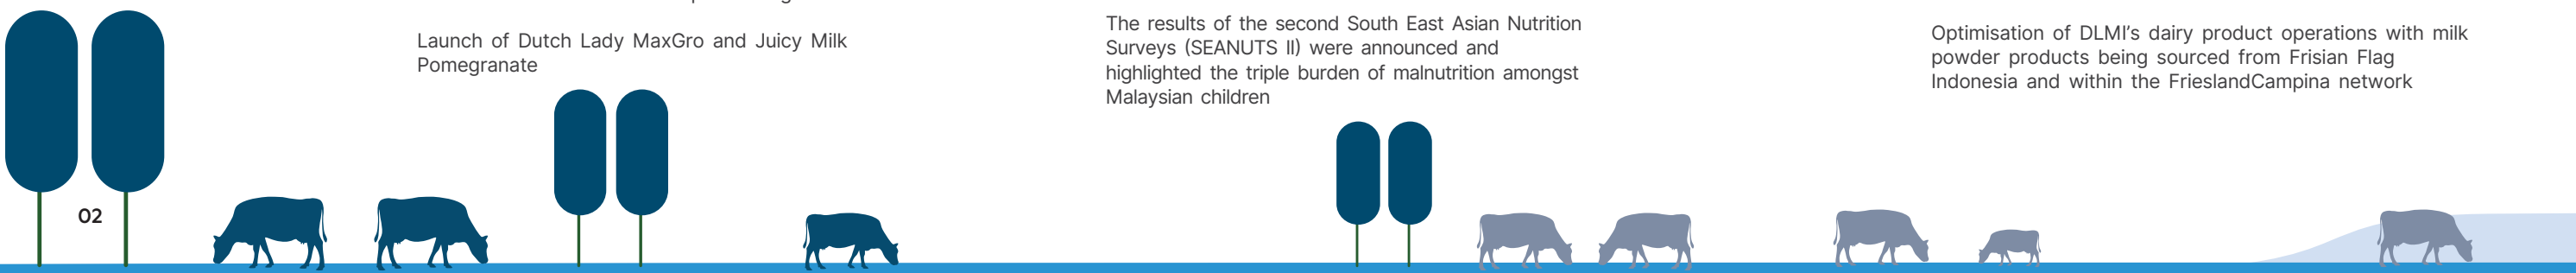 Launch of Dutch Lady MaxGro and Juicy Milk
Pomegranate
The results of the second South East Asian Nutrition
Surveys (SEANUTS II) were announced and
highlighted the triple burden of malnutrition amongst
Malaysian children
Optimisation of DLMI's dairy product operations with milk
powder products being sourced from Frisian Flag
Indonesia and within the FrieslandCampina network
02